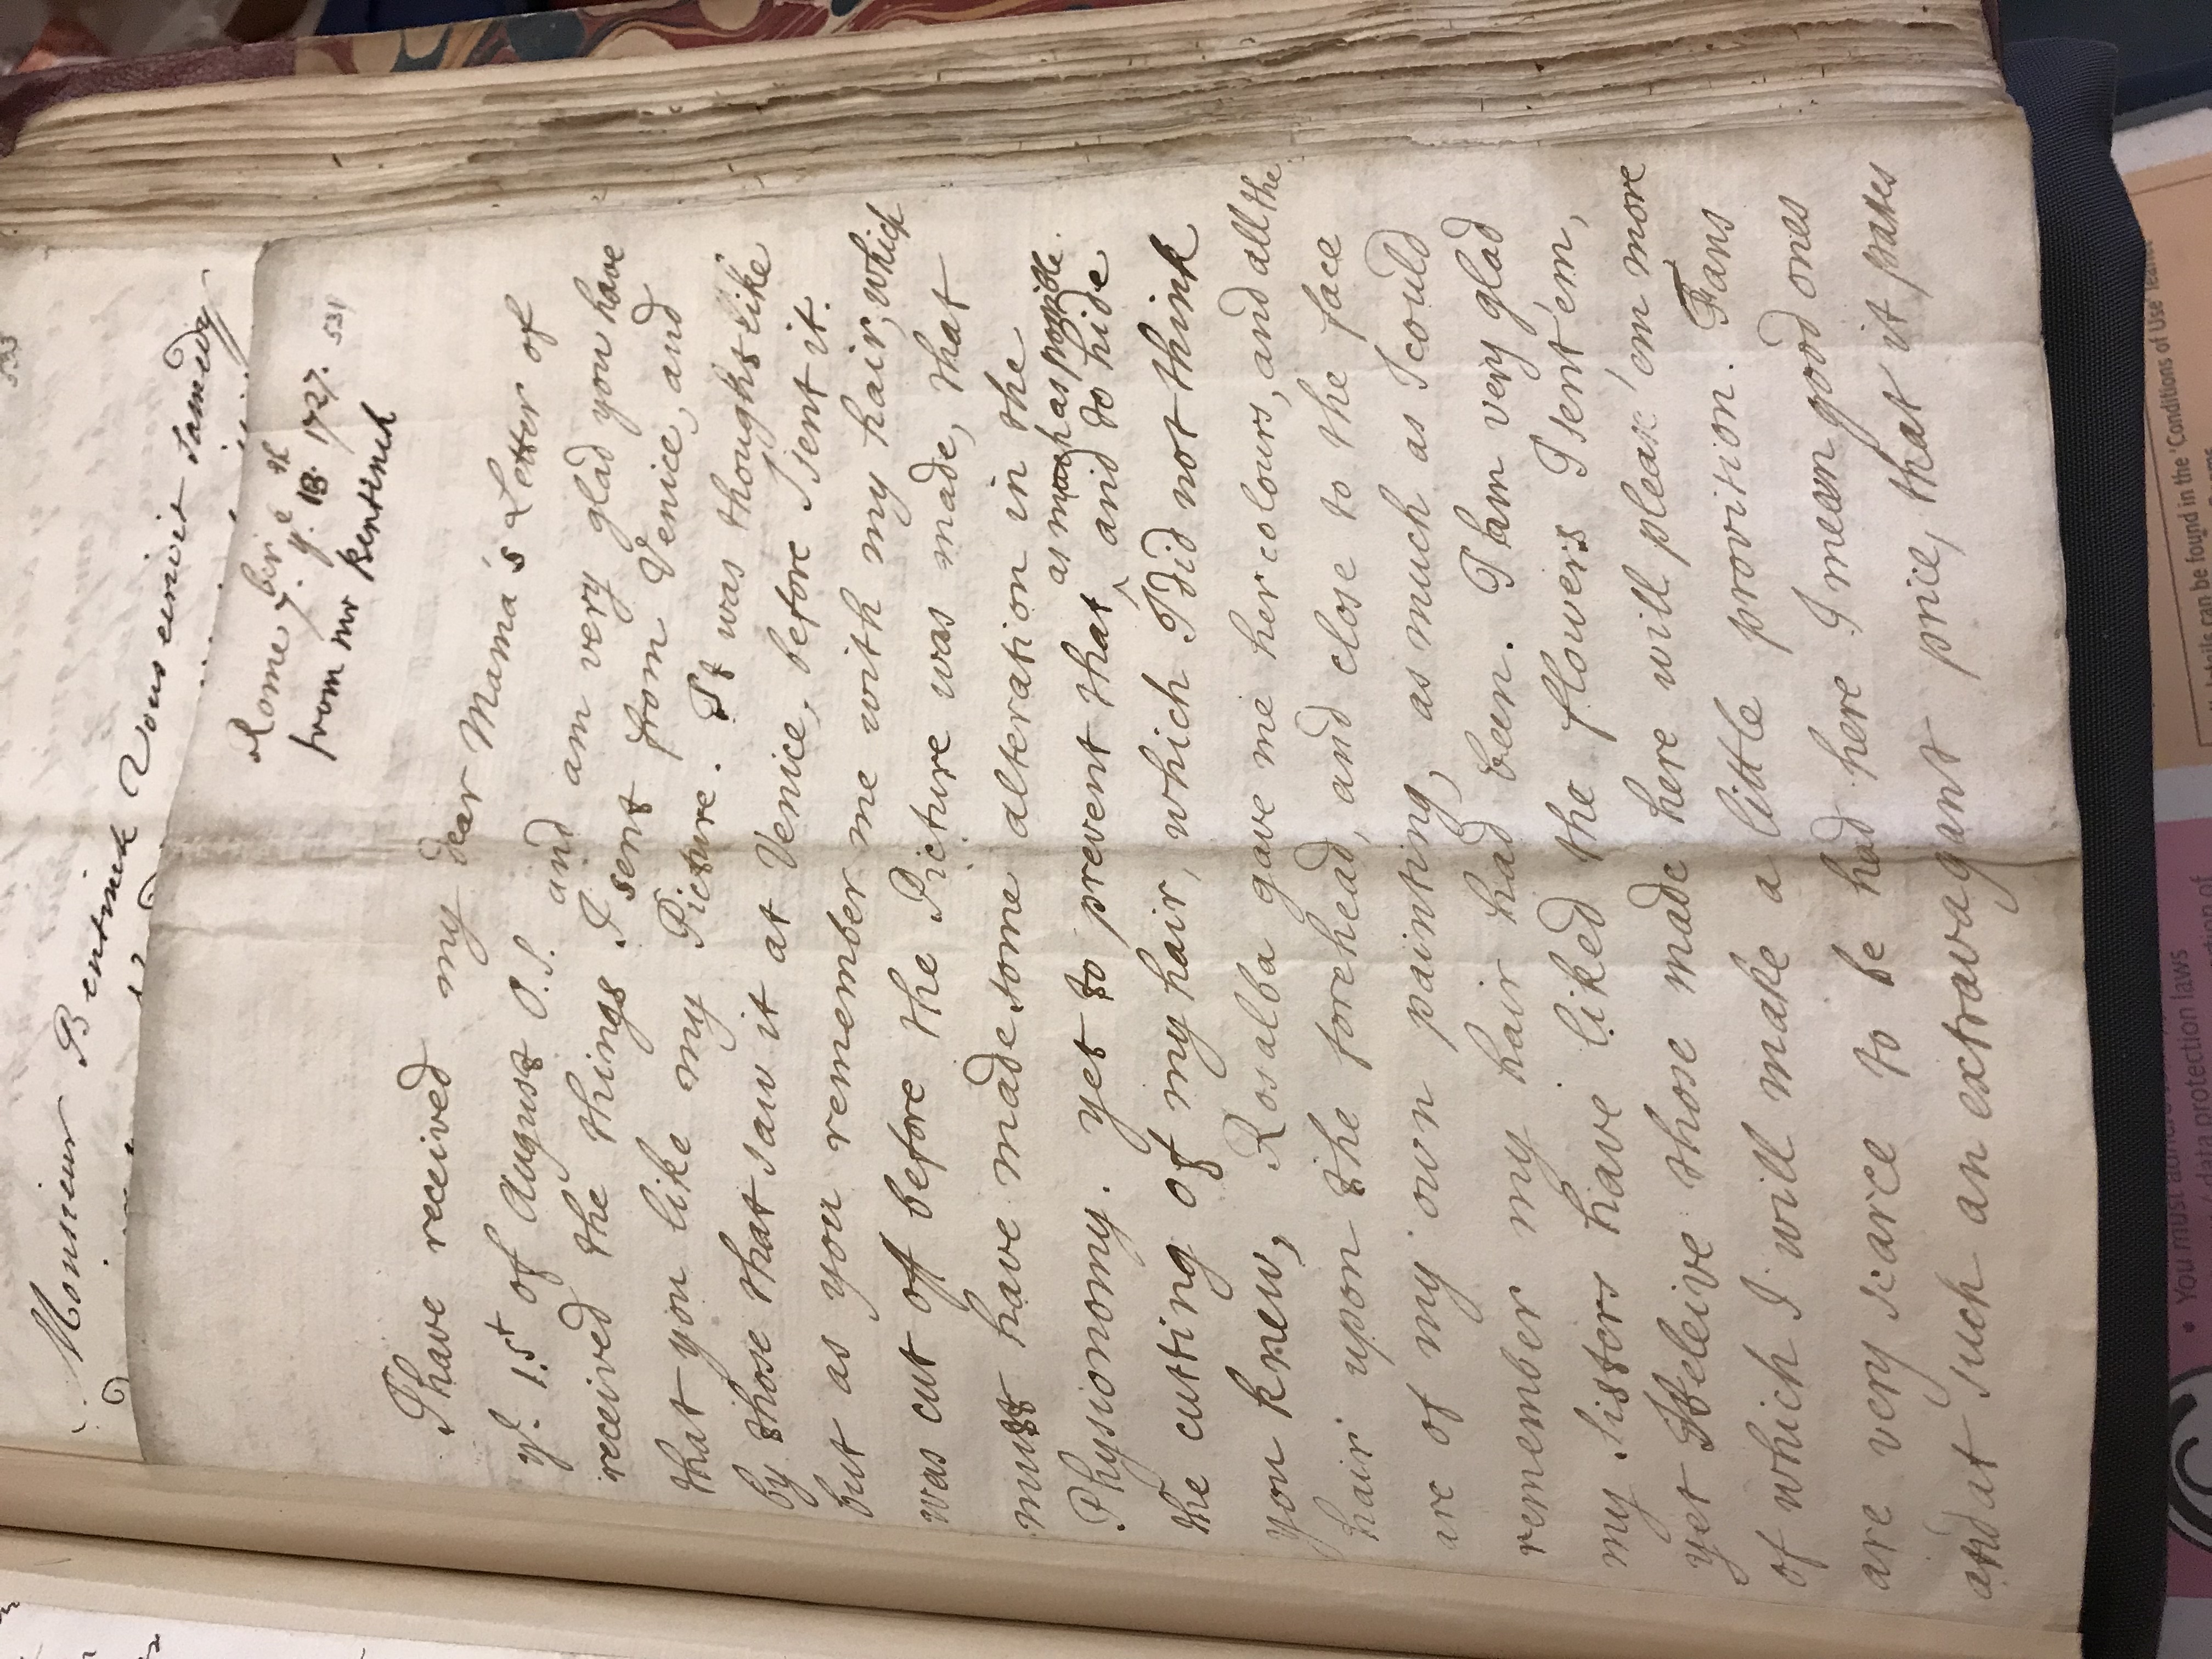 533
Monsieur Bentinck Vous ecrivit Samedy
Rome 7.ber ye. 13.th 1727. 531
from mr Bentinck
I have received my dear Mama's Letter of
ye. 1.st of August O.S. and am very glad you have
received the things I sent from Venice, and
that you like my Picture. It was thought like
by those that saw it at Venice, before I sent it.
but as you remember me with my hair, which
was cut off before the Picture was made, that
must have made some alteration in the
as much as possible.
Physionomy. yet to prevent that ^ and to hide
the cutting of my hair, which I did not think
you knew, Rosalba gave me her colours, and all the
hair upon the forehead, and close to the face
are of my own painting, as much as I could
remember my hair had been. I am very glad
my sisters have liked the flowers I sent 'em,
yet I beleive those made here will please 'em more
of which I will make a little provision. Fans
are very scarce to be had here I mean good ones
and at such an extravagant price, that it passes
• You must adhere
data protection laws
can be found in the 'Conditions of Use' leaflet